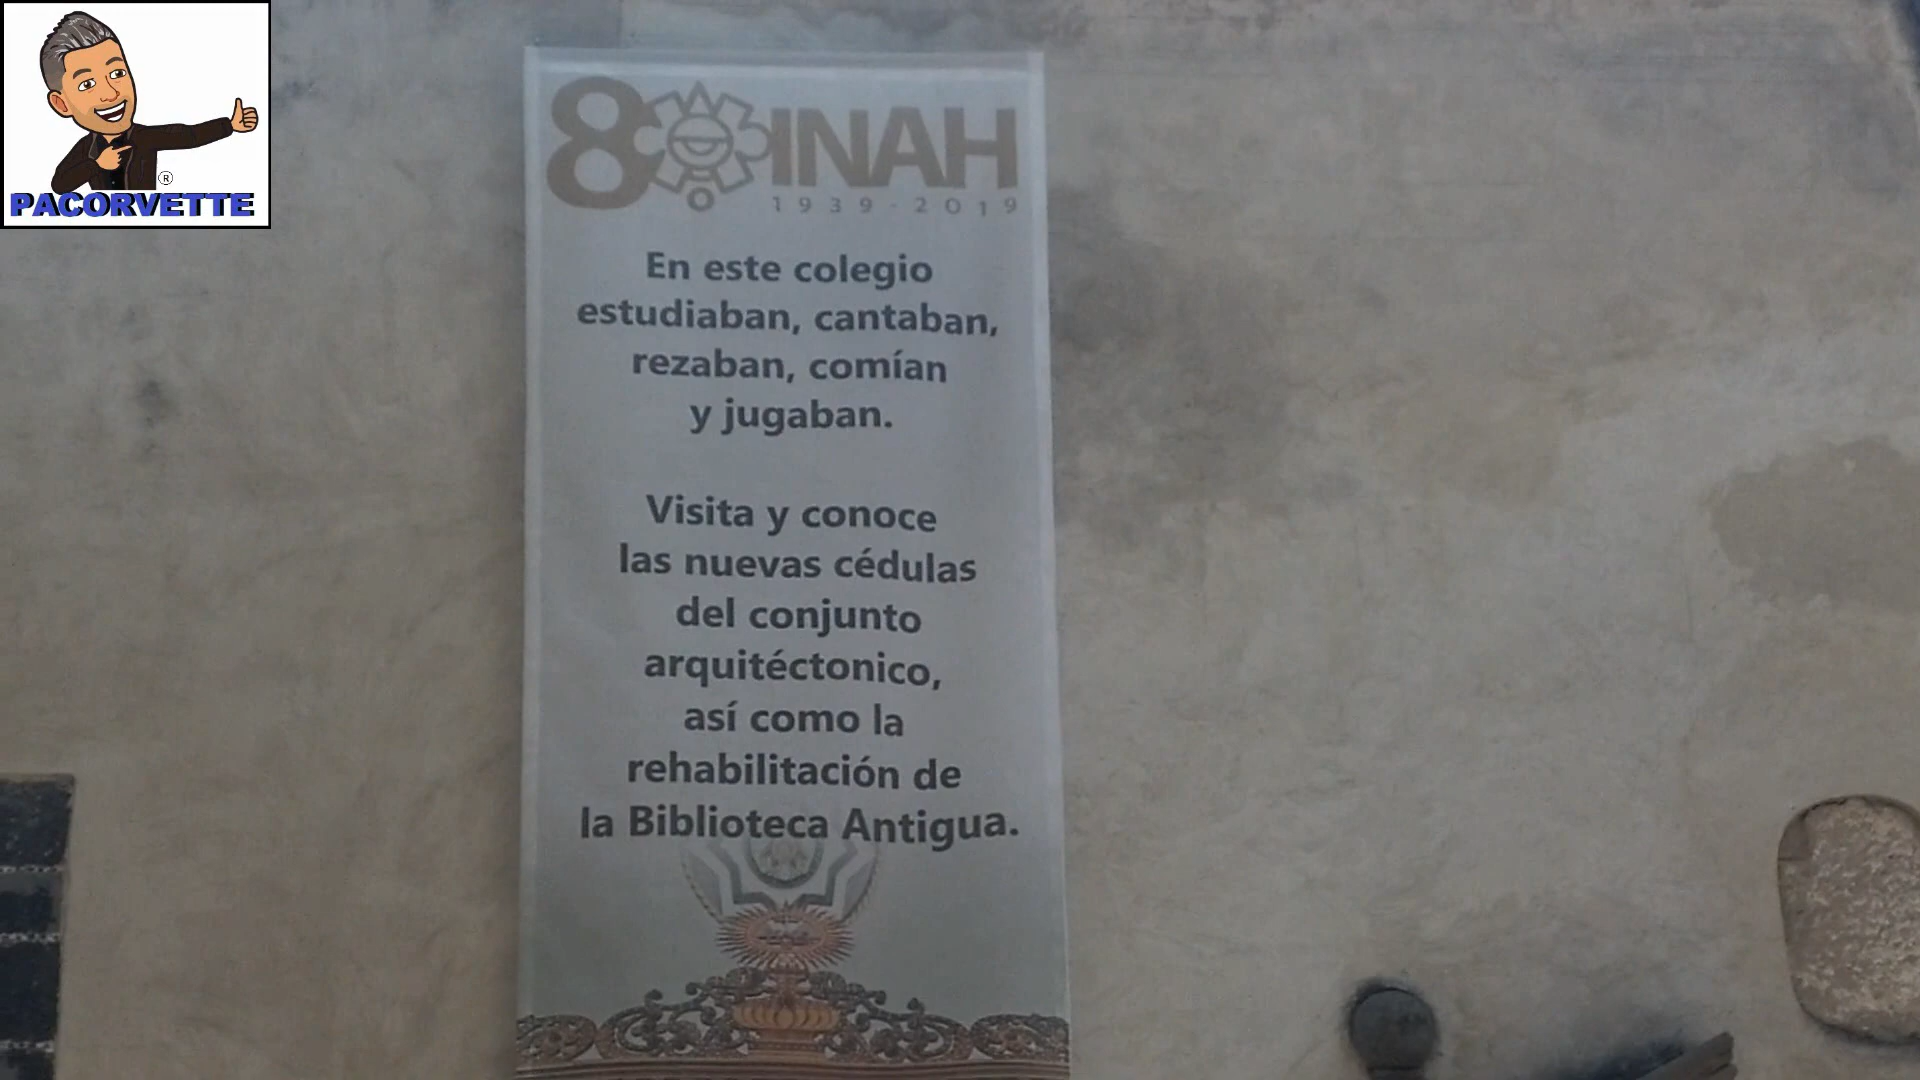 ®
PACORVETTE
80 INAH
1939-2019
En este colegio
estudiaban, cantaban,
rezaban, comían
y jugaban.
Visita y conoce
las nuevas cédulas
del conjunto
arquitéctonico,
así como la
rehabilitación de
la Biblioteca Antigua.